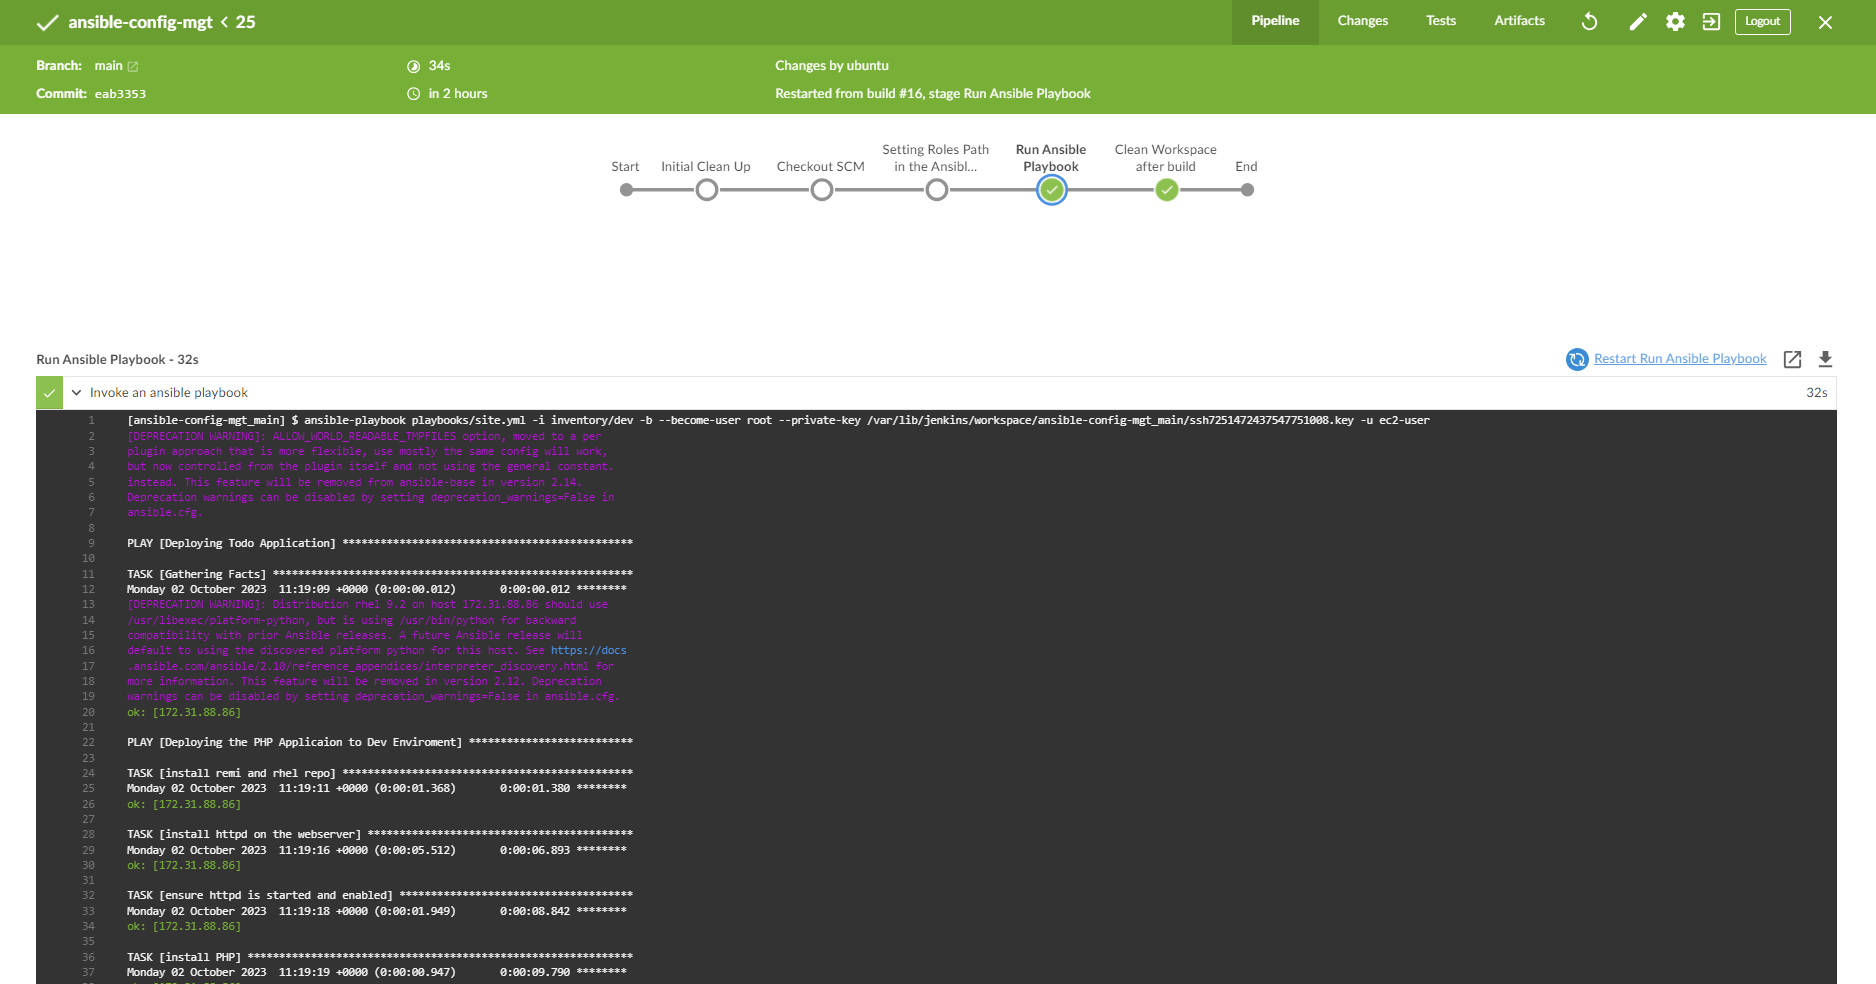 ansible-config-mgt < 25
Pipeline Changes Tests Artifacts Logout
Branch: main 34s Changes by ubuntu
Commit: eab3353 in 2 hours Restarted from build #16, stage Run Ansible Playbook
Start
Initial Clean Up
Checkout SCM
Setting Roles Path
in the Ansibl...
Run Ansible
Playbook
Clean Workspace
after build
End
Run Ansible Playbook - 32s Restart Run Ansible Playbook
Invoke an ansible playbook 32s
1 [ansible-config-mgt_main] $ ansible-playbook playbooks/site.yml -i inventory/dev -b --become-user root --private-key /var/lib/jenkins/workspace/ansible-config-mgt_main/ssh7251472437547751008.key -u ec2-user
2 [DEPRECATION WARNING]: ALLOW_WORLD_READABLE_TMPFILES option, moved to a per
3 plugin approach that is more flexible, use mostly the same config will work,
4 but now controlled from the plugin itself and not using the general constant.
5 instead. This feature will be removed from ansible-base in version 2.14.
6 Deprecation warnings can be disabled by setting deprecation_warnings=False in
7 ansible.cfg.
8
9 PLAY [Deploying Todo Application] **********************************************
10
11 TASK [Gathering Facts] *********************************************************
12 Monday 02 October 2023  11:19:09 +0000 (0:00:00.012)       0:00:00.012 ********
13 [DEPRECATION WARNING]: Distribution rhel 9.2 on host 172.31.88.86 should use
14 /usr/libexec/platform-python, but is using /usr/bin/python for backward
15 compatibility with prior Ansible releases. A future Ansible release will
16 default to using the discovered platform python for this host. See https://docs
17 .ansible.com/ansible/2.10/reference_appendices/interpreter_discovery.html for
18 more information. This feature will be removed in version 2.12. Deprecation
19 warnings can be disabled by setting deprecation_warnings=False in ansible.cfg.
20 ok: [172.31.88.86]
21
22 PLAY [Deploying the PHP Applicaion to Dev Enviroment] **************************
23
24 TASK [install remi and rhel repo] **********************************************
25 Monday 02 October 2023  11:19:11 +0000 (0:00:01.368)       0:00:01.380 ********
26 ok: [172.31.88.86]
27
28 TASK [install httpd on the webserver] ******************************************
29 Monday 02 October 2023  11:19:16 +0000 (0:00:05.512)       0:00:06.893 ********
30 ok: [172.31.88.86]
31
32 TASK [ensure httpd is started and enabled] *************************************
33 Monday 02 October 2023  11:19:18 +0000 (0:00:01.949)       0:00:08.842 ********
34 ok: [172.31.88.86]
35
36 TASK [install PHP] *************************************************************
37 Monday 02 October 2023  11:19:19 +0000 (0:00:00.947)       0:00:09.790 ********